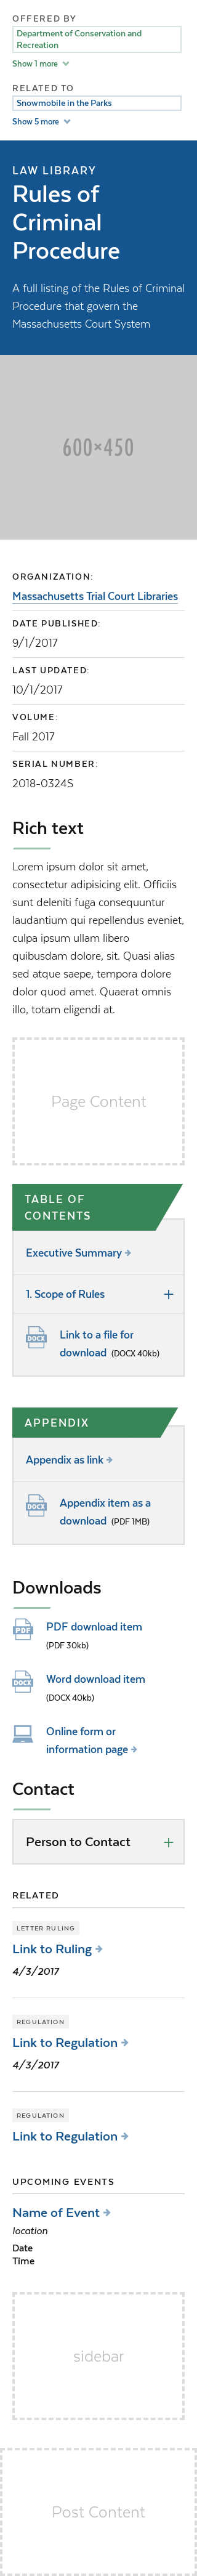 OFFERED BY
Department of Conservation and
Recreation
Show 1 more
RELATED TO
Snowmobile in the Parks
Show 5 more
LAW LIBRARY
Rules of
Criminal
Procedure
A full listing of the Rules of Criminal
Procedure that govern the
Massachusetts Court System
600×450
ORGANIZATION:
Massachusetts Trial Court Libraries
DATE PUBLISHED:
9/1/2017
LAST UPDATED:
10/1/2017
VOLUME:
Fall 2017
SERIAL NUMBER:
2018-0324S
Rich text
Lorem ipsum dolor sit amet,
consectetur adipisicing elit. Officiis
sunt deleniti fuga consequuntur
laudantium qui repellendus eveniet,
culpa ipsum ullam libero
quibusdam dolore, sit. Quasi alias
sed atque saepe, tempora dolore
dolor quod amet. Quaerat omnis
illo, totam eligendi at.
Page Content
TABLE OF
CONTENTS
Executive Summary
1. Scope of Rules
DOCX
Link to a file for
download (DOCX 40kb)
APPENDIX
Appendix as link
DOCX
Appendix item as a
download (PDF 1MB)
Downloads
PDF
PDF download item
(PDF 30kb)
DOCX
Word download item
(DOCX 40kb)
Online form or
information page
Contact
Person to Contact
RELATED
LETTER RULING
Link to Ruling
4/3/2017
REGULATION
Link to Regulation
4/3/2017
REGULATION
Link to Regulation
UPCOMING EVENTS
Name of Event
location
Date
Time
sidebar
Post Content